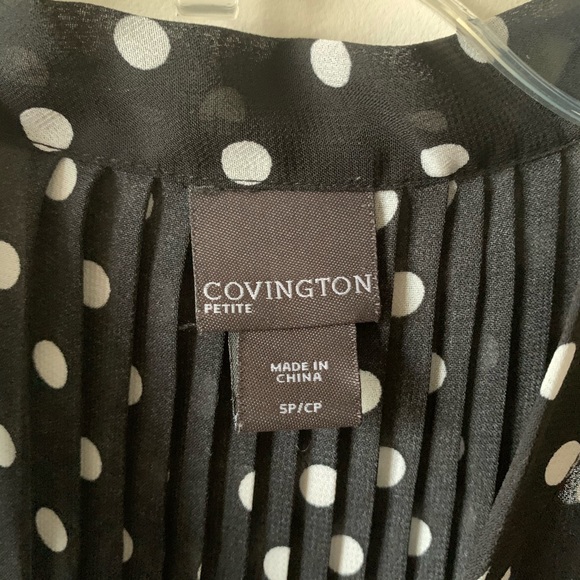 COVINGTON
PETITE
MADE IN
CHINA
SP/CP